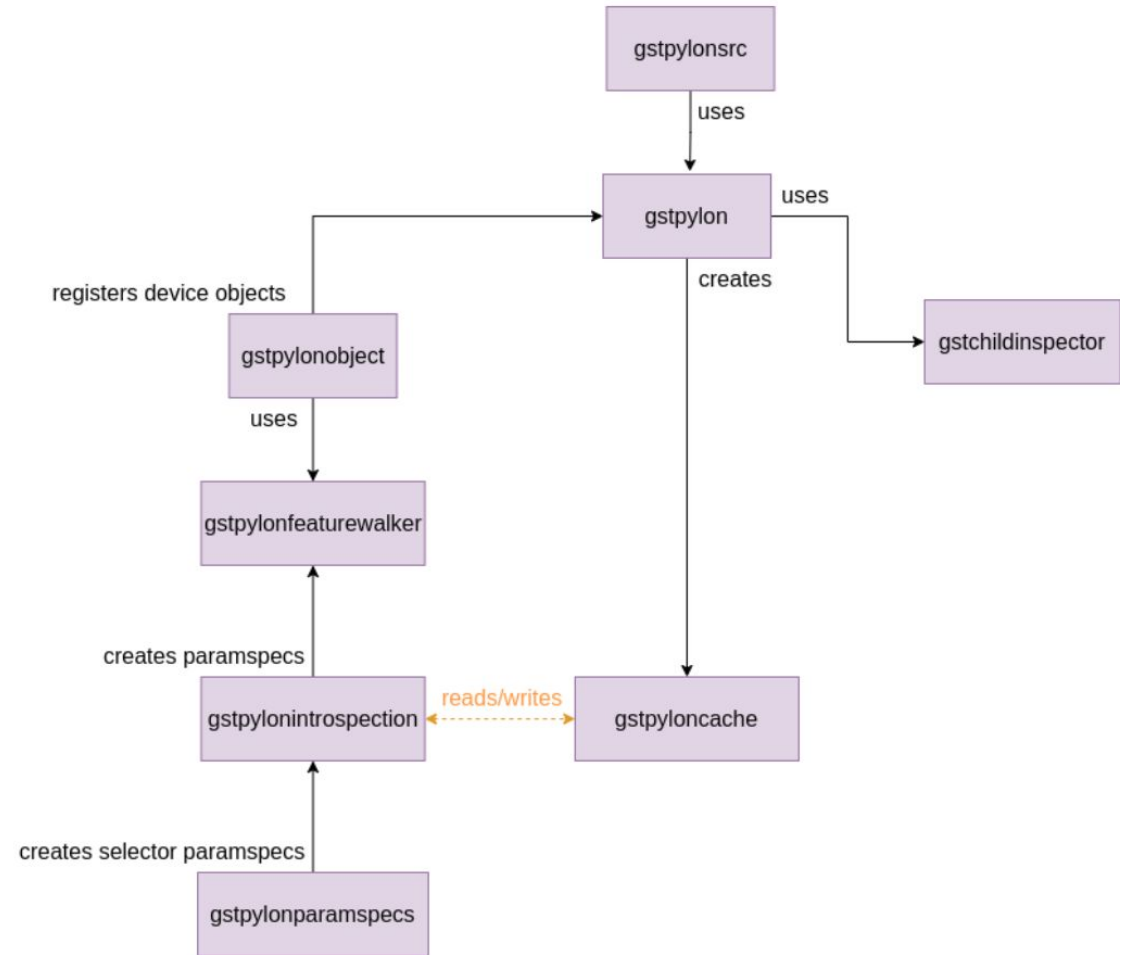 gstpylonsrc
uses
gstpylon
uses
creates
registers device objects
gstpylonobject
gstchildinspector
uses
gstpylonfeaturewalker
creates paramspecs
gstpylonintrospection
reads/writes
gstpyloncache
creates selector paramspecs
gstpylonparamspecs